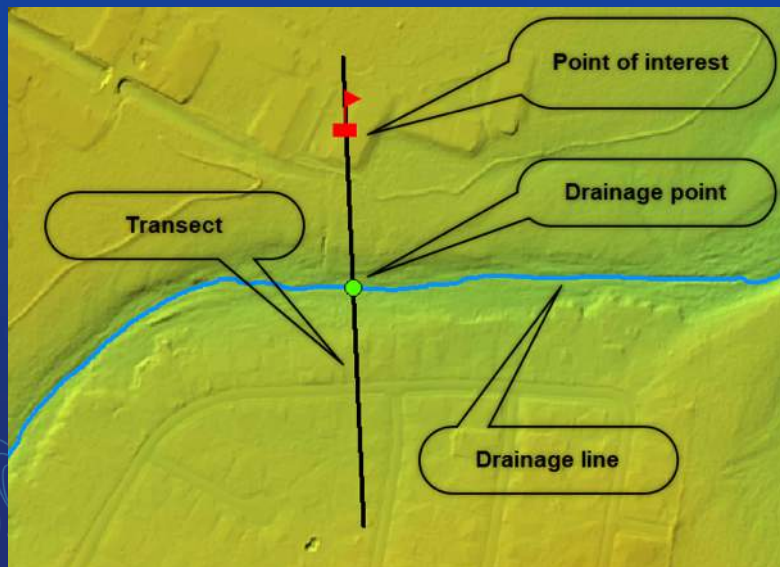 Point of interest
Drainage point
Transect
Drainage line